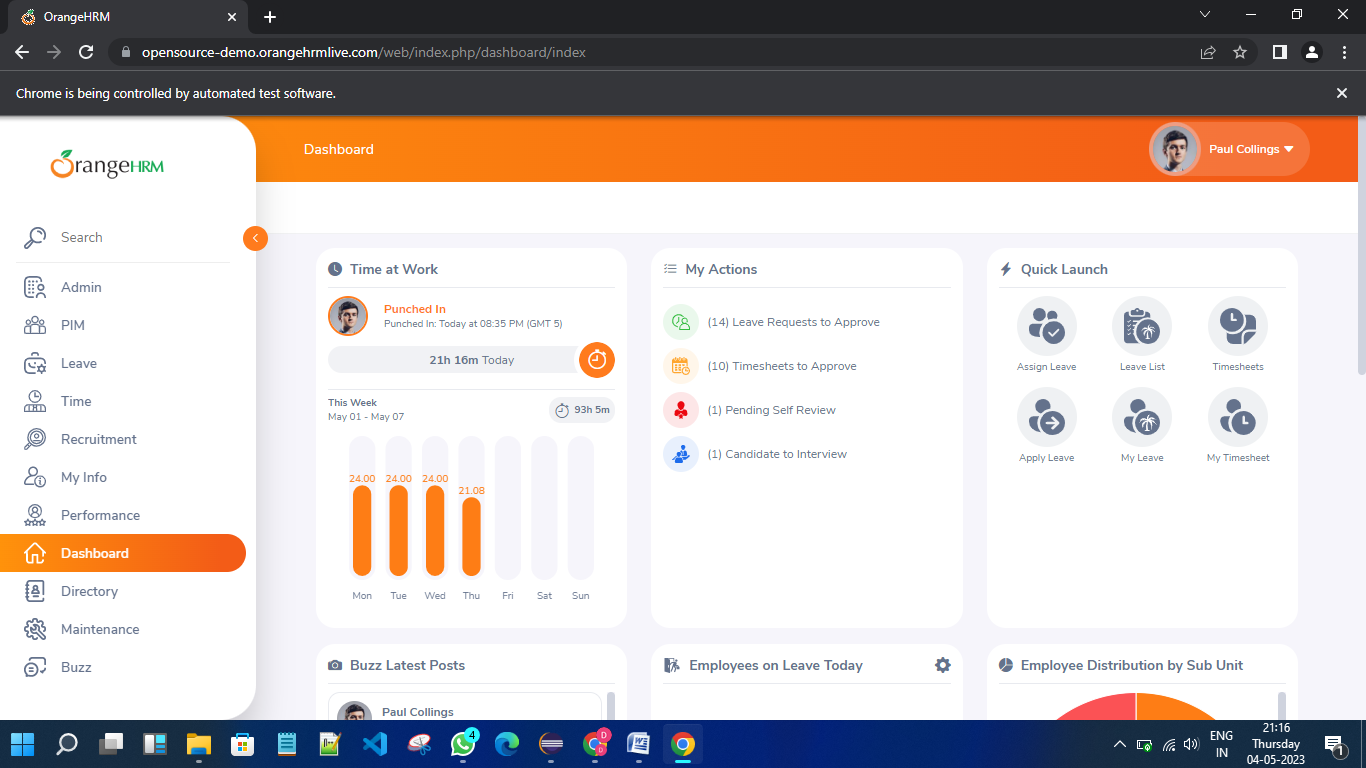 OrangeHRM
opensource-demo.orangehrmlive.com/web/index.php/dashboard/index
Chrome is being controlled by automated test software.
OrangeHRM
Search
Admin
PIM
Leave
Time
Recruitment
My Info
Performance
Dashboard
Directory
Maintenance
Buzz
Dashboard
Paul Collings
Time at Work
Punched In
Punched In: Today at 08:35 PM (GMT 5)
21h 16m Today
This Week
May 01 - May 07
93h 5m
24.00 24.00 24.00 21.08
Mon Tue Wed Thu Fri Sat Sun
My Actions
(14) Leave Requests to Approve
(10) Timesheets to Approve
(1) Pending Self Review
(1) Candidate to Interview
Quick Launch
Assign Leave Leave List Timesheets
Apply Leave My Leave My Timesheet
Buzz Latest Posts
Paul Collings
Employees on Leave Today
Employee Distribution by Sub Unit
4
D
D
W
ENG
IN
21:16
Thursday
04-05-2023
1